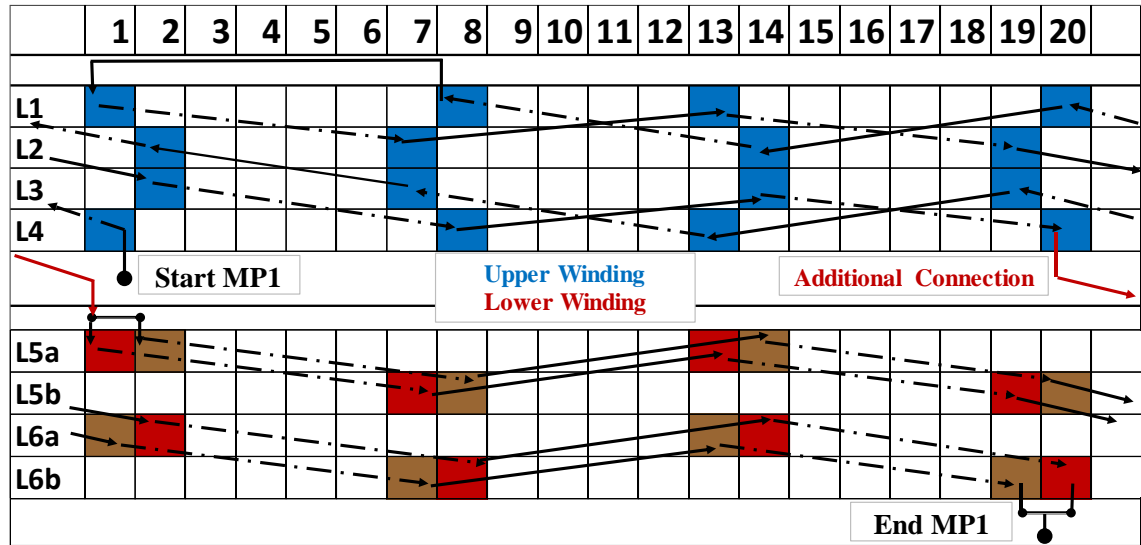 1 2 3 4 5 6 7 8 9 10 11 12 13 14 15 16 17 18 19 20
L1
L2
L3
L4
Start MP1
Upper Winding
Lower Winding
Additional Connection
L5a
L5b
L6a
L6b
End MP1